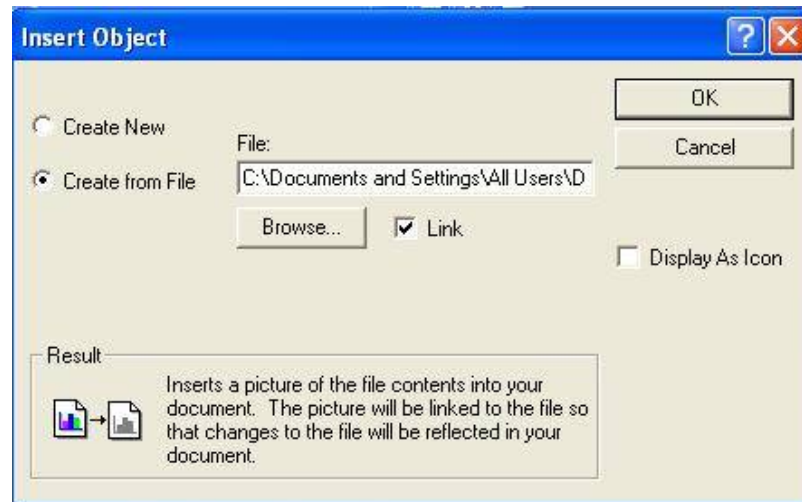 Insert Object
Create New
Create from File
File:
C:\Documents and Settings\All Users\D
Browse...
Link
OK
Cancel
Display As Icon
Result
Inserts a picture of the file contents into your
document. The picture will be linked to the file so
that changes to the file will be reflected in your
document.